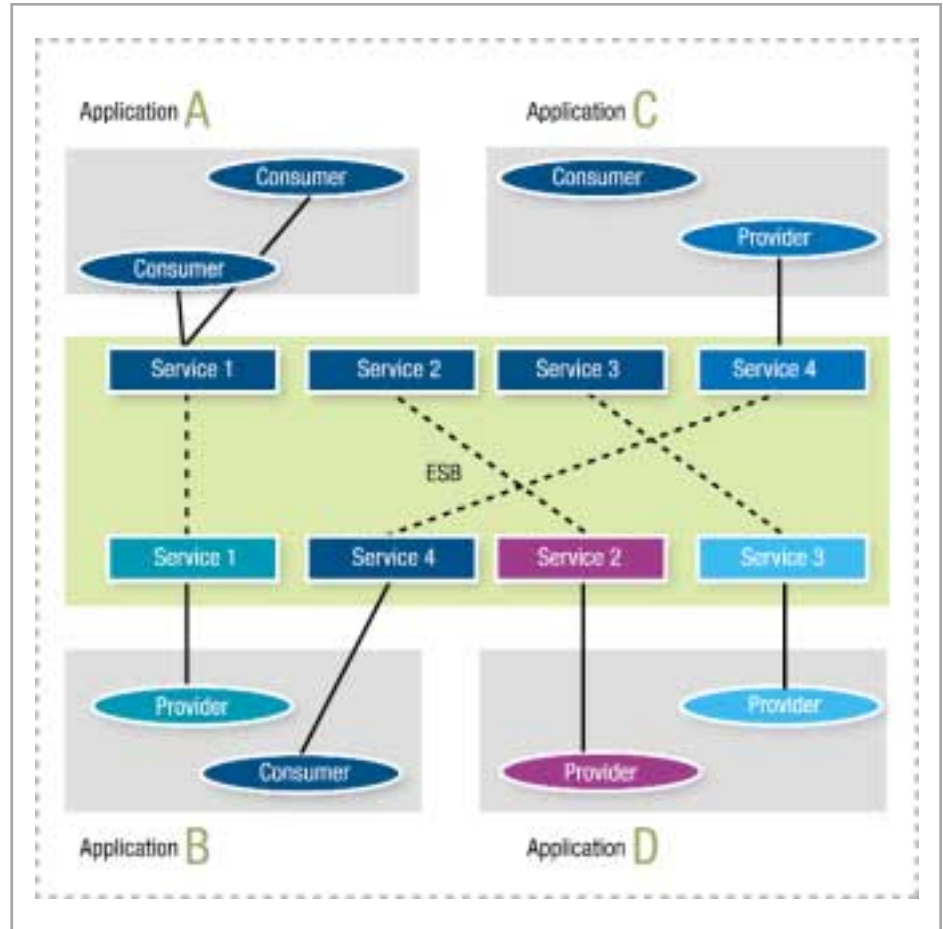 Application A
Application C
Consumer
Consumer
Consumer
Provider
Service 1
Service 2
Service 3
Service 4
ESB
Service 1
Service 4
Service 2
Service 3
Provider
Consumer
Provider
Provider
Application B
Application D